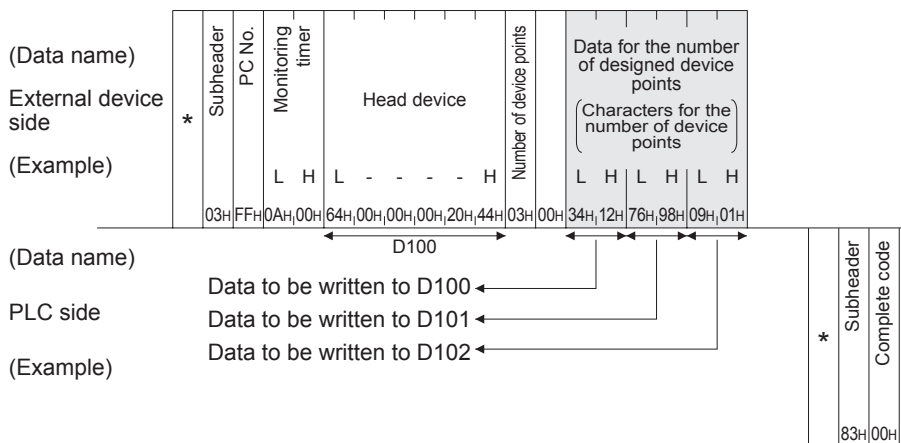 (Data name)
External device
side
(Example)
*
Subheader
PC No.
Monitoring
timer
Head device
Number of device points
Data for the number
of designed device
points
(Characters for the
number of device
points)
L H L - - - - H L H L H L H
03H FFH 0AH 00H 64H 00H 00H 00H 20H 44H 03H 00H 34H 12H 76H 98H 09H 01H
D100
(Data name)
PLC side
(Example)
Data to be written to D100
Data to be written to D101
Data to be written to D102
*
Subheader
Complete code
83H 00H